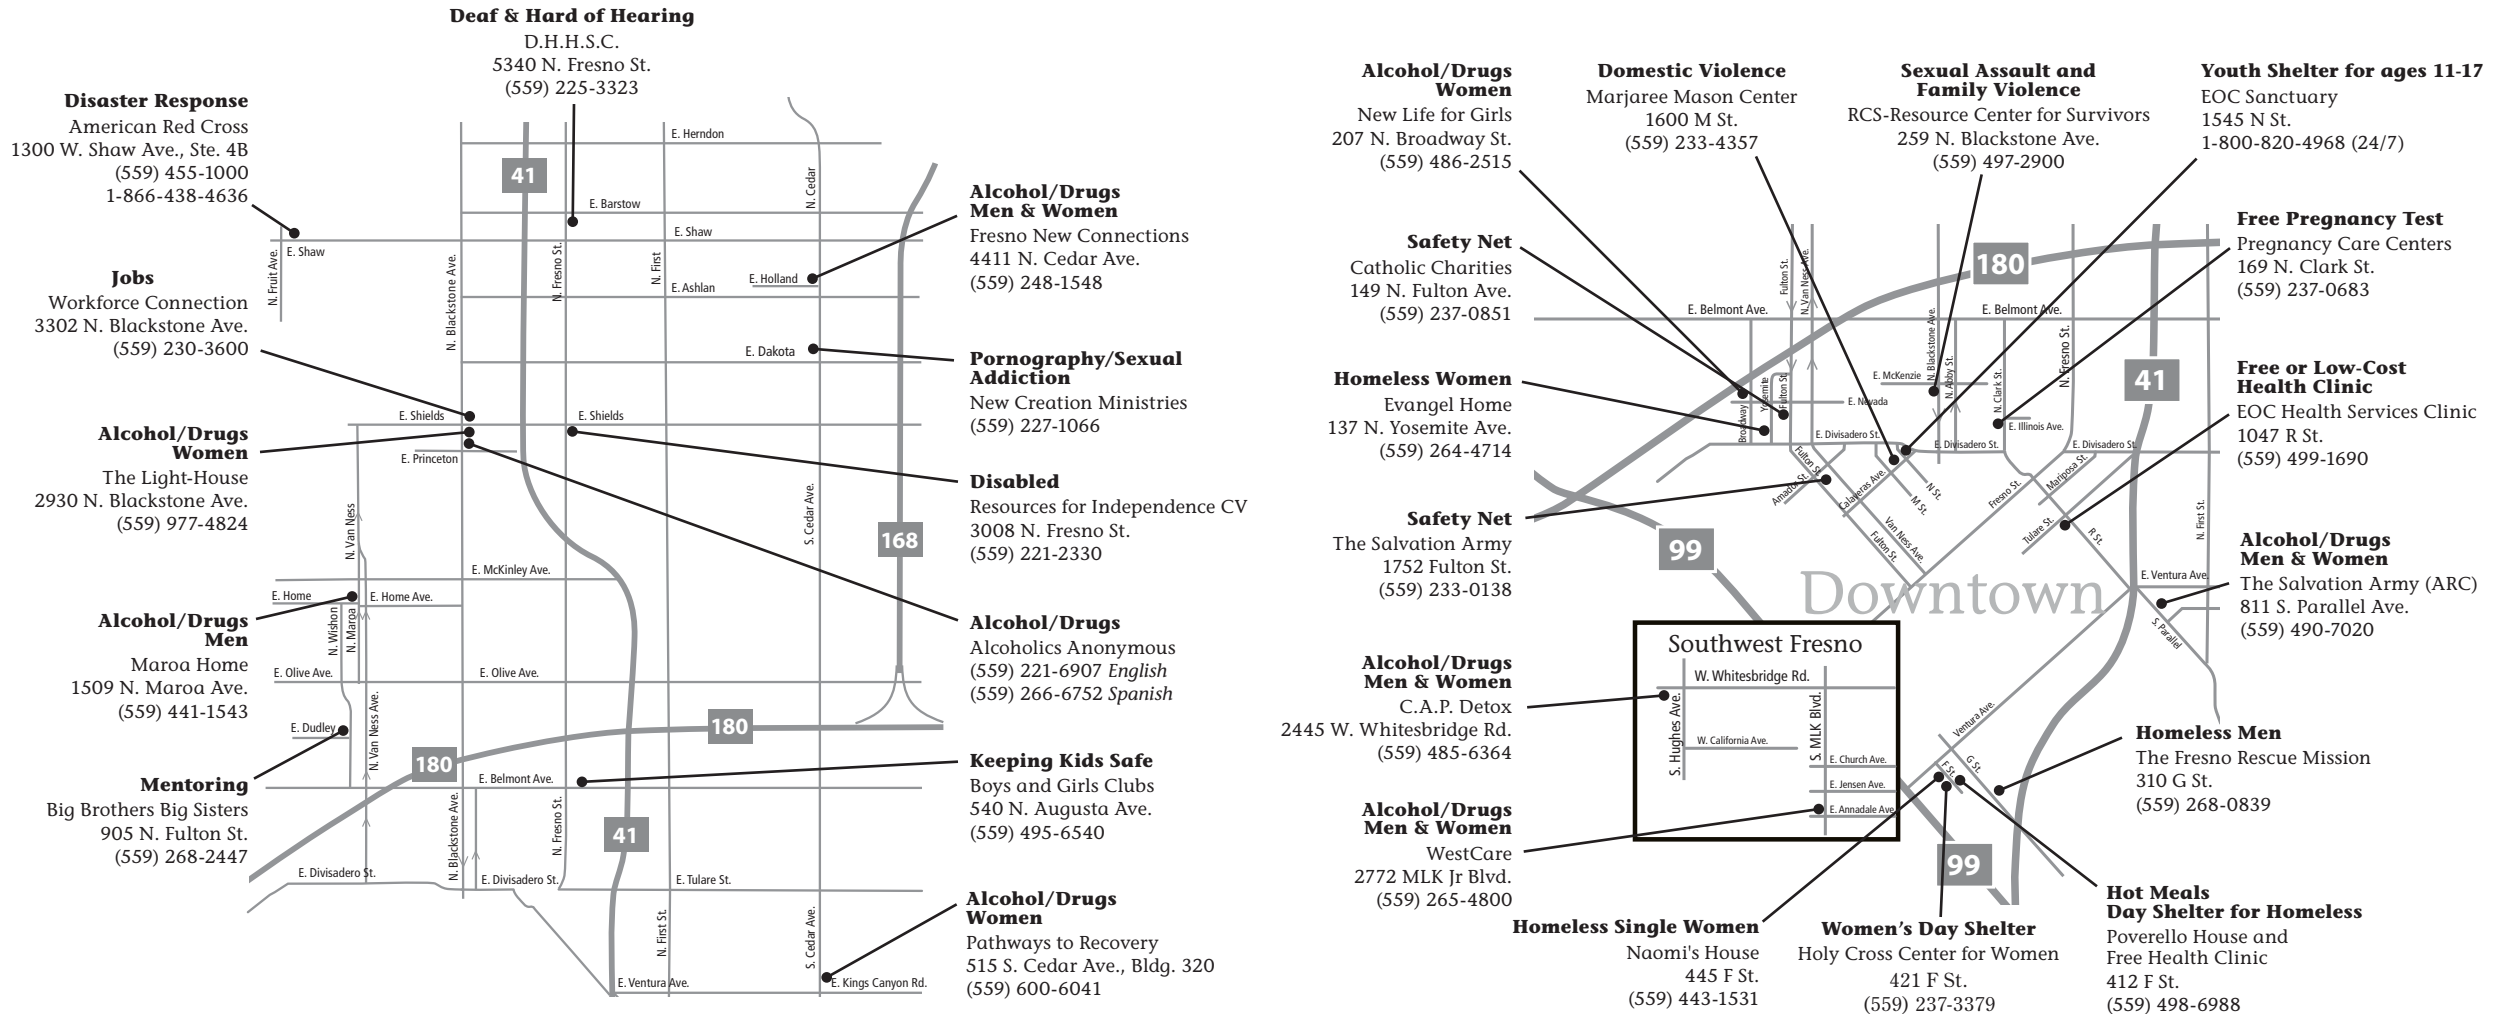 Deaf & Hard of Hearing
D.H.H.S.C.
5340 N. Fresno St.
(559) 225-3323
Disaster Response
American Red Cross
1300 W. Shaw Ave., Ste. 4B
(559) 455-1000
1-866-438-4636
Jobs
Workforce Connection
3302 N. Blackstone Ave.
(559) 230-3600
Alcohol/Drugs
Women
The Light-House
2930 N. Blackstone Ave.
(559) 977-4824
Alcohol/Drugs
Men
Maroa Home
1509 N. Maroa Ave.
(559) 441-1543
Mentoring
Big Brothers Big Sisters
905 N. Fulton St.
(559) 268-2447
E. Herndon
41
N. Cedar
E. Barstow
E. Shaw
E. Shaw
N. Fruit Ave.
N. Blackstone Ave.
N. Fresno St.
N. First
E. Holland
E. Ashlan
E. Dakota
E. Shields
E. Shields
E. Princeton
N. Van Ness
S. Cedar Ave.
168
E. McKinley Ave.
E. Home
E. Home Ave.
N. Wishon
N. Maroa
E. Olive Ave.
E. Olive Ave.
N. Van Ness Ave.
E. Dudley
180
180
E. Belmont Ave.
N. Blackstone Ave.
N. Fresno St.
41
E. Divisadero St.
E. Divisadero St.
E. Tulare St.
N. First St.
S. Cedar Ave.
E. Ventura Ave.
E. Kings Canyon Rd.
Alcohol/Drugs
Men & Women
Fresno New Connections
4411 N. Cedar Ave.
(559) 248-1548
Pornography/Sexual
Addiction
New Creation Ministries
(559) 227-1066
Disabled
Resources for Independence CV
3008 N. Fresno St.
(559) 221-2330
Alcohol/Drugs
Alcoholics Anonymous
(559) 221-6907 English
(559) 266-6752 Spanish
Keeping Kids Safe
Boys and Girls Clubs
540 N. Augusta Ave.
(559) 495-6540
Alcohol/Drugs
Women
Pathways to Recovery
515 S. Cedar Ave., Bldg. 320
(559) 600-6041
Alcohol/Drugs
Women
New Life for Girls
207 N. Broadway St.
(559) 486-2515
Domestic Violence
Marjaree Mason Center
1600 M St.
(559) 233-4357
Sexual Assault and
Family Violence
RCS-Resource Center for Survivors
259 N. Blackstone Ave.
(559) 497-2900
Youth Shelter for ages 11-17
EOC Sanctuary
1545 N St.
1-800-820-4968 (24/7)
Safety Net
Catholic Charities
149 N. Fulton Ave.
(559) 237-0851
Homeless Women
Evangel Home
137 N. Yosemite Ave.
(559) 264-4714
Safety Net
The Salvation Army
1752 Fulton St.
(559) 233-0138
Alcohol/Drugs
Men & Women
C.A.P. Detox
2445 W. Whitesbridge Rd.
(559) 485-6364
Alcohol/Drugs
Men & Women
WestCare
2772 MLK Jr Blvd.
(559) 265-4800
Fulton St.
N. Van Ness Ave.
180
E. Belmont Ave.
E. Belmont Ave.
N. Blackstone Ave.
N. Fresno St.
E. McKenzie
N. Abby St.
N. Clark St.
41
Broadway
Yosemite
Fulton St.
E. Nevada
E. Illinois Ave.
E. Divisadero St.
E. Divisadero St.
E. Divisadero St.
Fulton St.
Amador St.
Calaveras Ave.
N St.
M St.
Fresno St.
Mariposa St.
Tulare St.
R St.
N. First St.
Van Ness Ave.
Fulton St.
99
Downtown
E. Ventura Ave.
S. Parallel
Ventura Ave.
G St.
F St.
99
Southwest Fresno
W. Whitesbridge Rd.
S. Hughes Ave.
S. MLK Blvd.
W. California Ave.
E. Church Ave.
E. Jensen Ave.
E. Annadale Ave.
Free Pregnancy Test
Pregnancy Care Centers
169 N. Clark St.
(559) 237-0683
Free or Low-Cost
Health Clinic
EOC Health Services Clinic
1047 R St.
(559) 499-1690
Alcohol/Drugs
Men & Women
The Salvation Army (ARC)
811 S. Parallel Ave.
(559) 490-7020
Homeless Men
The Fresno Rescue Mission
310 G St.
(559) 268-0839
Homeless Single Women
Naomi's House
445 F St.
(559) 443-1531
Women's Day Shelter
Holy Cross Center for Women
421 F St.
(559) 237-3379
Hot Meals
Day Shelter for Homeless
Poverello House and
Free Health Clinic
412 F St.
(559) 498-6988